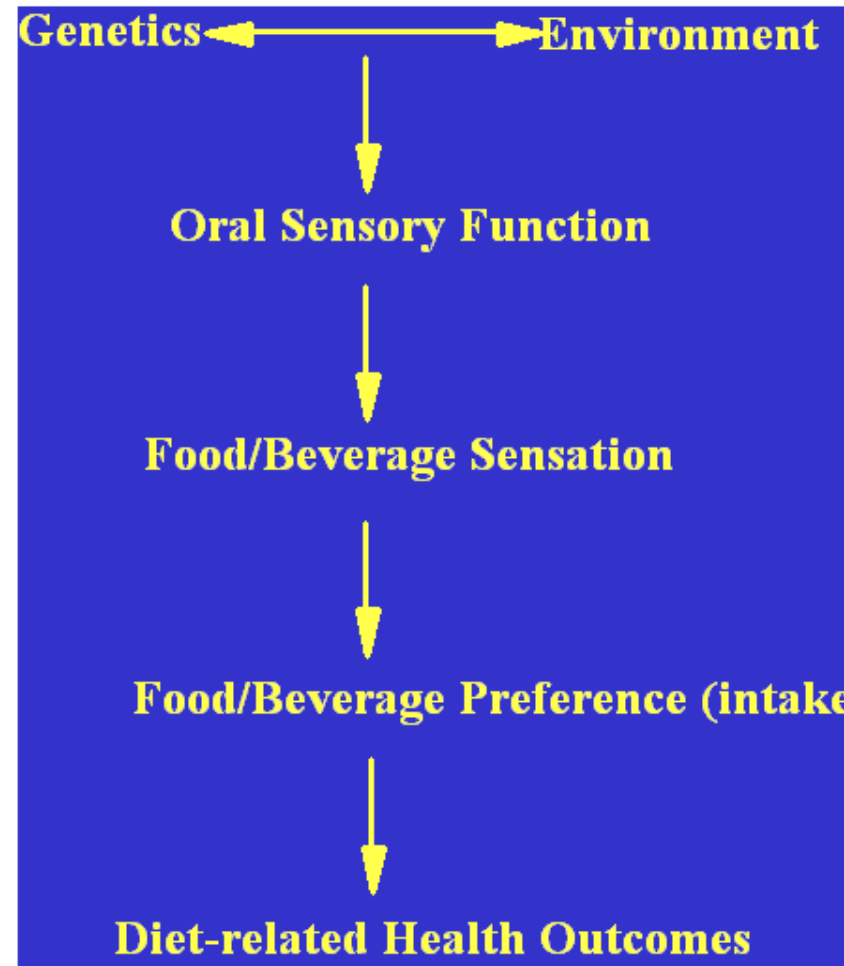 Genetics Environment
Oral Sensory Function
Food/Beverage Sensation
Food/Beverage Preference (intake
Diet-related Health Outcomes